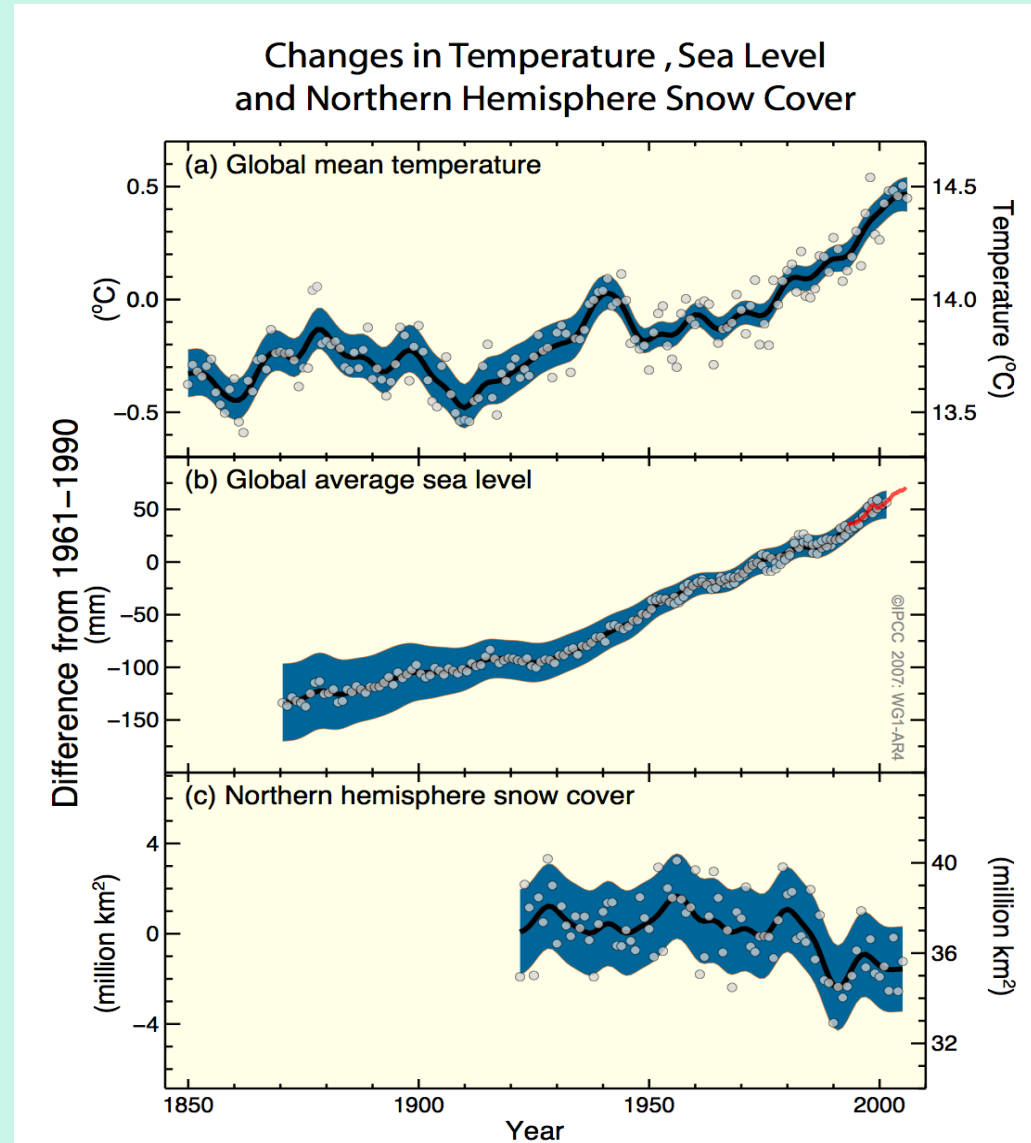 Changes in Temperature , Sea Level
and Northern Hemisphere Snow Cover
Difference from 1961–1990
(a) Global mean temperature
(°C)
0.5
0.0
−0.5
14.5
14.0
13.5
Temperature (°C)
(b) Global average sea level
(mm)
50
0
−50
−100
−150
©IPCC 2007: WG1-AR4
(c) Northern hemisphere snow cover
(million km²)
4
0
−4
40
36
32
(million km²)
1850 1900 1950 2000
Year